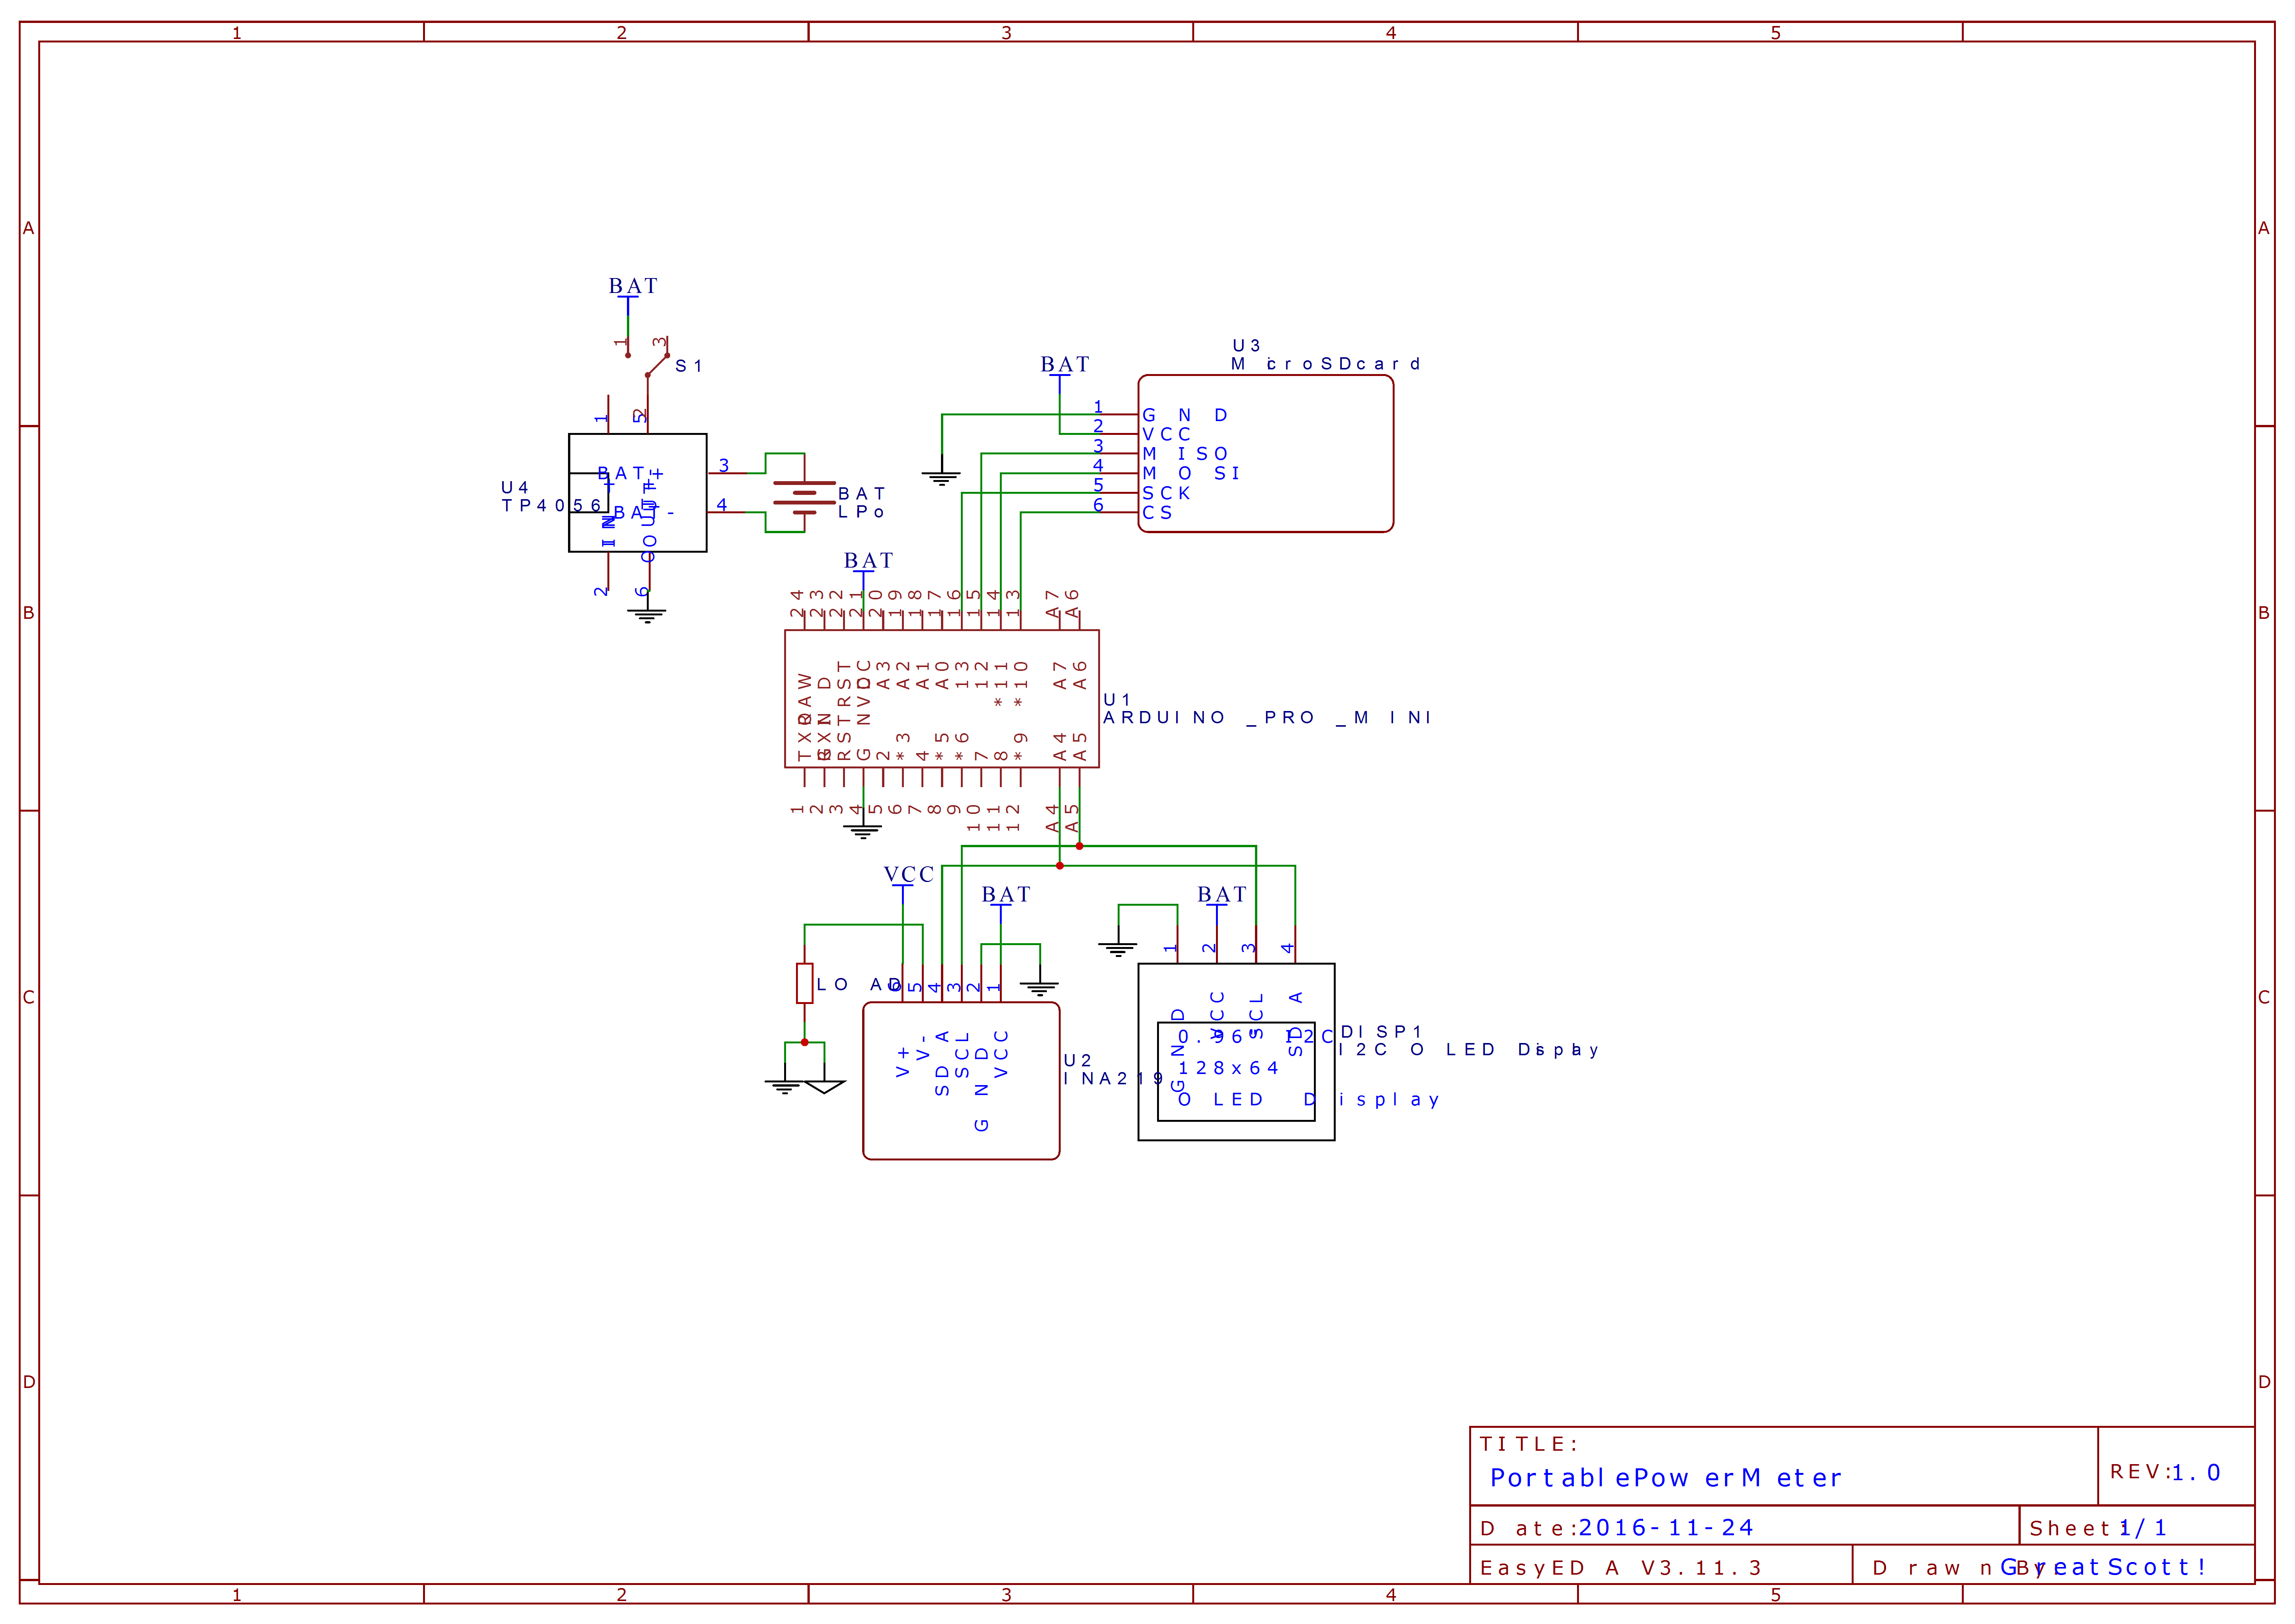 1 2 3 4 5
A A
BAT
1 3
S1
U3
MicroSDcard
BAT
1 GND
2 VCC
3 MISO
4 MOSI
5 SCK
6 CS
1 5 2
BAT+ 3
U4
TP4056
BAT- 4
IN+ IN- OUT+ OUT-
BAT
LiPo
2 6
BAT
B B
24 23 22 21 20 19 18 17 16 15 14 13 A7 A6
RAW GND RST VCC A3 A2 A1 A0 13 12 *11 *10 A7 A6
U1
ARDUINO_PRO_MINI
TXO RXI RST GND 2 *3 4 *5 *6 7 8 *9 A4 A5
1 2 3 4 5 6 7 8 9 10 11 12 A4 A5
VCC
BAT
BAT
1 2 3 4
LOAD
6 5 4 3 2 1
C C
V+ V- SDA SCL GND VCC
U2
INA219
GND VCC SCL SDA
0.96" I2C
128x64
OLED Display
DISP1
I2C OLED Display
D D
TITLE:
PortablePowerMeter
REV: 1.0
Date: 2016-11-24
Sheet: 1/1
EasyEDA V3.11.3
Drawn By: GreatScott!
1 2 3 4 5